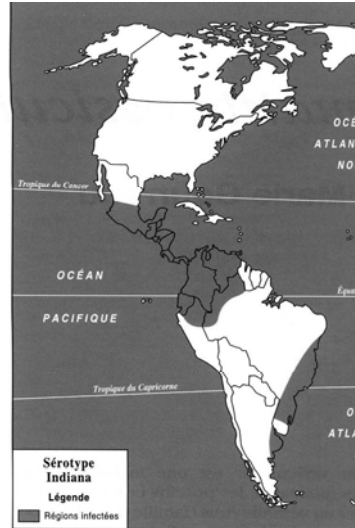 OCÉ
ATLAN
NO
Tropique du Cancer
OCÉAN
Équa
PACIFIQUE
Tropique du Capricorne
O
ATLA
Sérotype
Indiana
Légende
Régions infectées